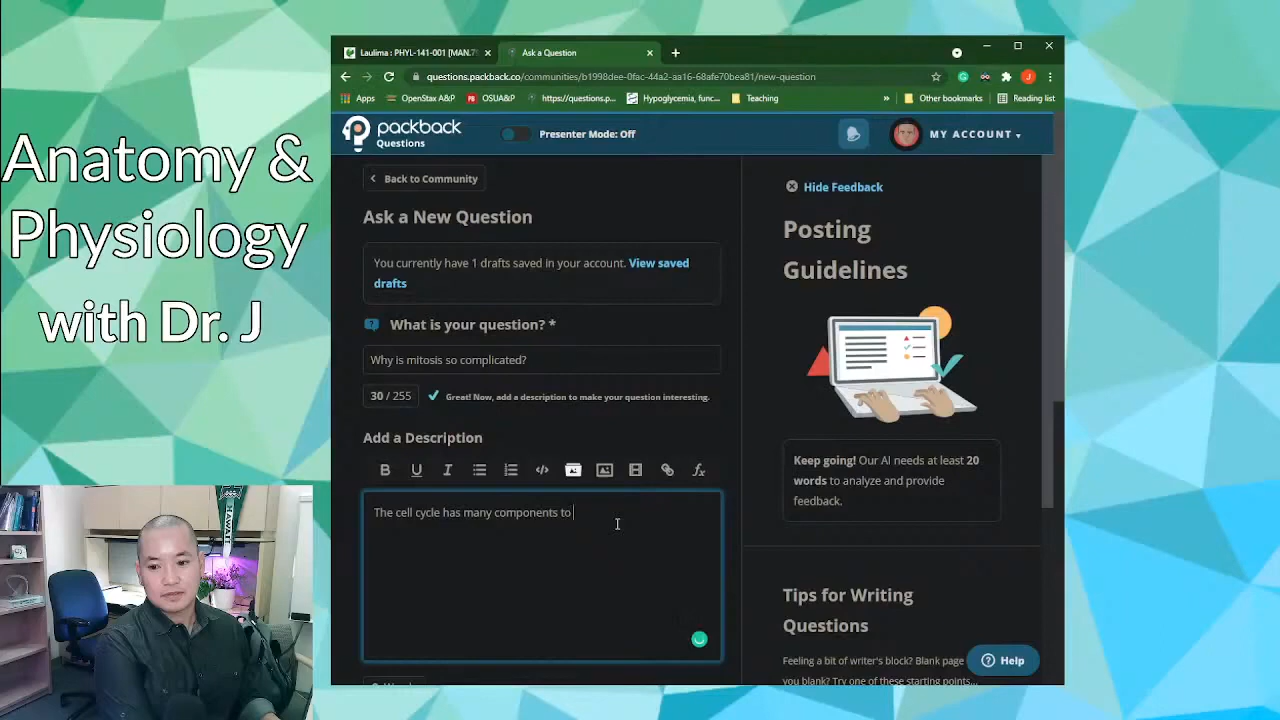 Anatomy &
Physiology
with Dr. J
Laulima : PHYL-141-001 [MAN.7
Ask a Question
questions.packback.co/communities/b1998dee-0fac-44a2-aa16-68afe70bea81/new-question
Apps
OpenStax A&P
OSUA&P
https://questions.p...
Hypoglycemia, func...
Teaching
»
Other bookmarks
Reading list
packback
Questions
Presenter Mode: Off
MY ACCOUNT
Back to Community
Ask a New Question
You currently have 1 drafts saved in your account. View saved
drafts
What is your question? *
Why is mitosis so complicated?
30 / 255
Great! Now, add a description to make your question interesting.
Add a Description
B U I
The cell cycle has many components to
Hide Feedback
Posting
Guidelines
Keep going! Our AI needs at least 20
words to analyze and provide
feedback.
Tips for Writing
Questions
Feeling a bit of writer's block? Blank page
you blank? Try one of these starting points...
Help
HAWAI